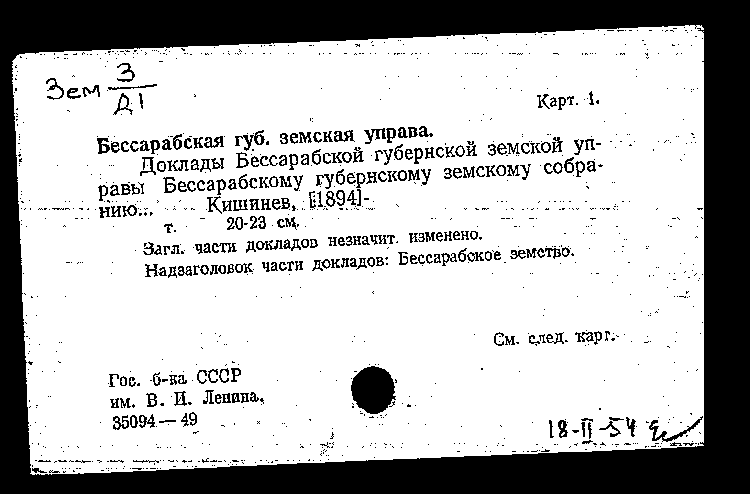 Зем З/Д1
Карт. 1.
Бессарабская губ. земская управа.
Доклады Бессарабской губернской земской уп-
равы Бессарабскому губернскому земскому собра-
нию... Кишинев, [1894]-
т. 20-23 см.
Загл. части докладов незначит. изменено.
Надзаголовок части докладов: Бессарабское земство.
См. след. карт.
Гос. б-ка СССР
им. В. И. Ленина,
35094—49
18-II-54